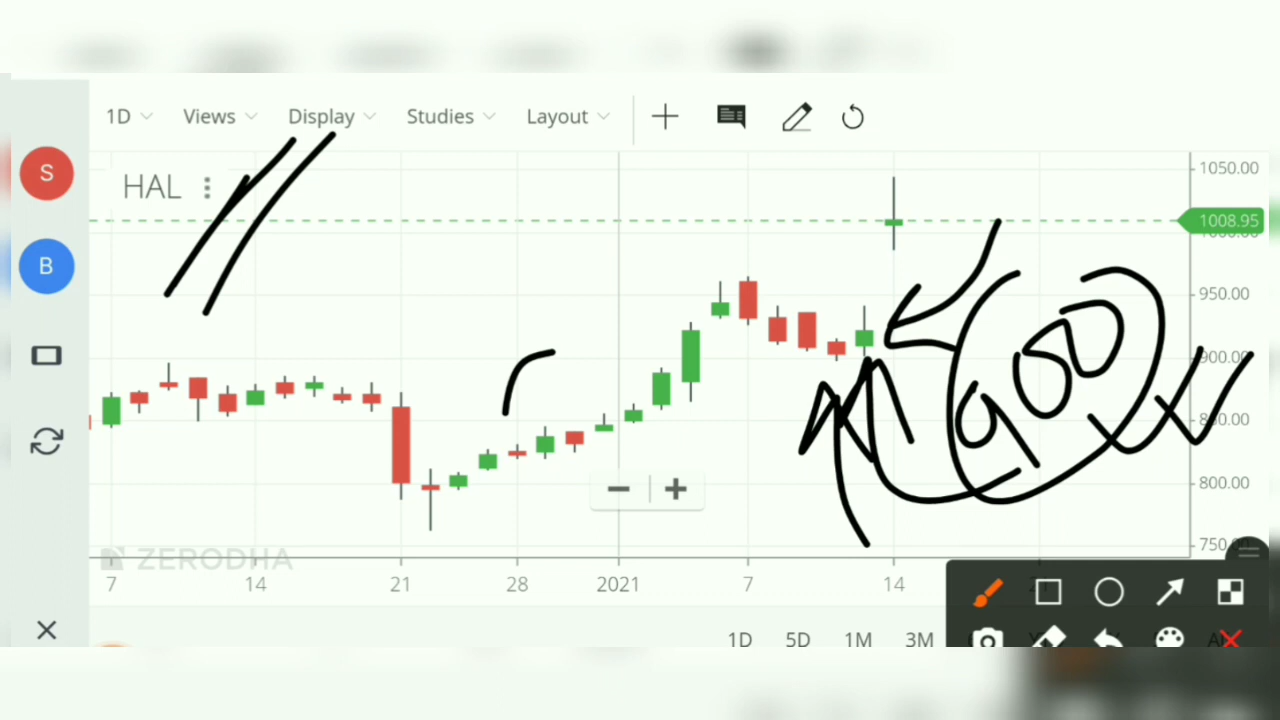 1D Views Display Studies Layout
S
HAL
B
1050.00
1008.95
950.00
900.00
900
850.00
800.00
750.00
ZERODHA
7 14 21 28 2021 7 14
1D 5D 1M 3M